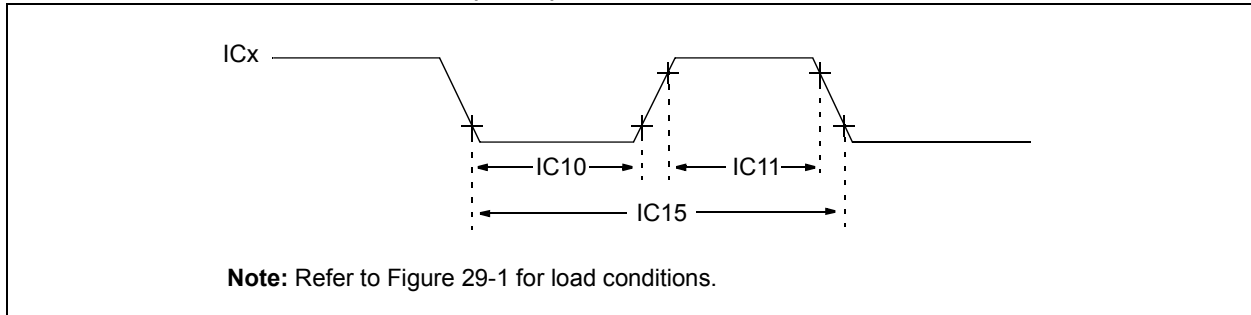 ICx
IC10
IC11
IC15
Note: Refer to Figure 29-1 for load conditions.